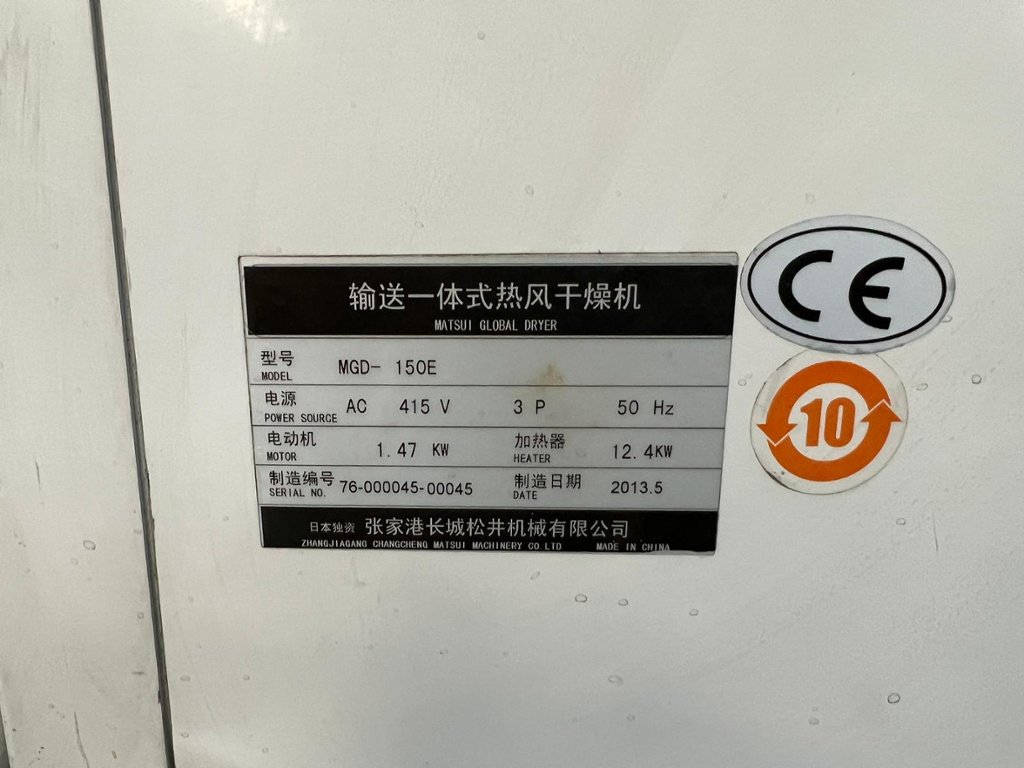 输送一体式热风干燥机
MATSUI GLOBAL DRYER
型号 MGD- 150E
MODEL
电源 AC 415 V 3 P 50 Hz
POWER SOURCE
电动机 1.47 KW 加热器 12.4KW
MOTOR HEATER
制造编号 76-000045-00045 制造日期 2013.5
SERIAL NO. DATE
日本独资 张家港长城松井机械有限公司
ZHANGJIAGANG CHANGCHENG MATSUI MACHINERY CO LTD MADE IN CHINA
CE
10